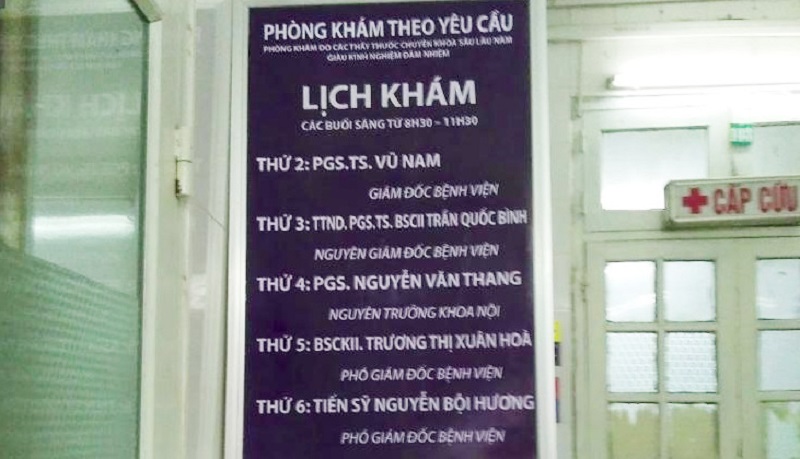 PHÒNG KHÁM THEO YÊU CẦU
PHÒNG KHÁM DO CÁC THẦY THUỐC CHUYÊN KHOA SÂU LÂU NĂM
GIÀU KINH NGHIỆM ĐẢM NHIỆM
LỊCH KHÁM
CÁC BUỔI SÁNG TỪ 8H30 - 11H30
THỨ 2: PGS.TS. VŨ NAM
GIÁM ĐỐC BỆNH VIỆN
THỨ 3: TTND. PGS.TS. BSCII TRẦN QUỐC BÌNH
NGUYÊN GIÁM ĐỐC BỆNH VIỆN
THỨ 4: PGS. NGUYỄN VĂN THANG
NGUYÊN TRƯỞNG KHOA NỘI
THỨ 5: BSCKII. TRƯƠNG THỊ XUÂN HOÀ
PHÓ GIÁM ĐỐC BỆNH VIỆN
THỨ 6: TIẾN SỸ NGUYỄN BỘI HƯƠNG
PHÓ GIÁM ĐỐC BỆNH VIỆN
CẤP CỨU